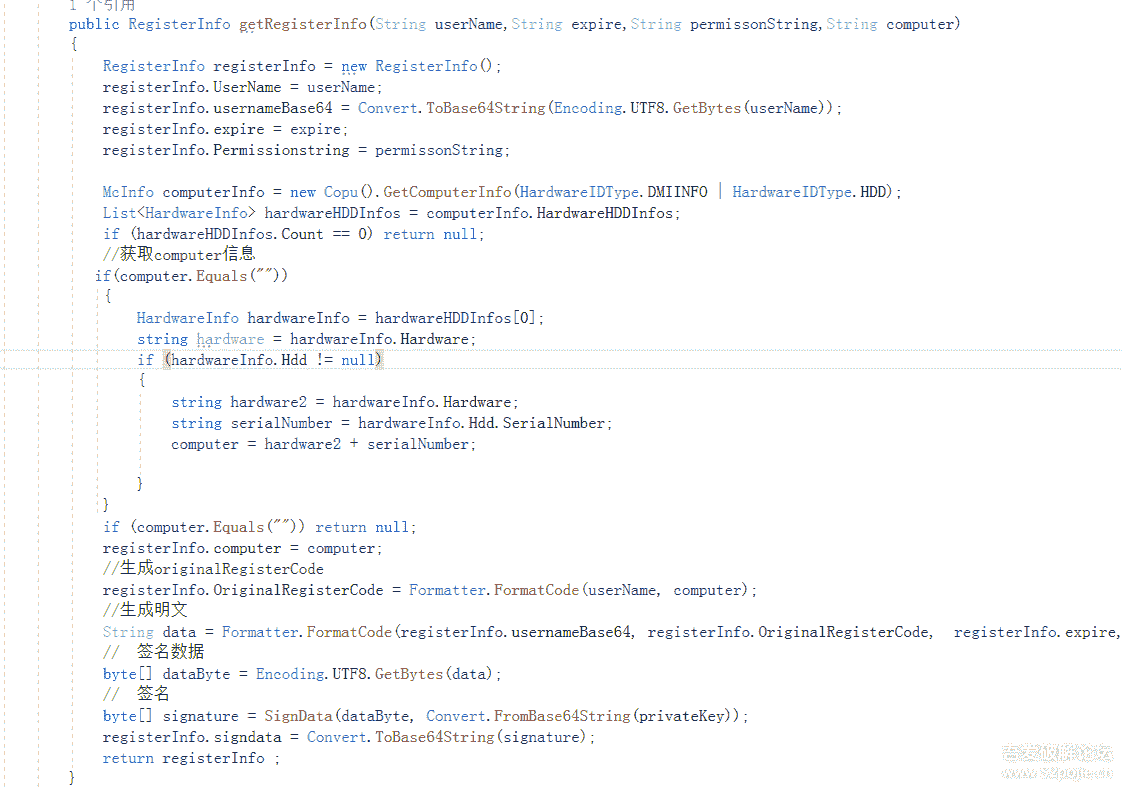 1 个引用
public RegisterInfo getRegisterInfo(String userName,String expire,String permissonString,String computer)
{
RegisterInfo registerInfo = new RegisterInfo();
registerInfo.UserName = userName;
registerInfo.usernameBase64 = Convert.ToBase64String(Encoding.UTF8.GetBytes(userName));
registerInfo.expire = expire;
registerInfo.Permissionstring = permissonString;
McInfo computerInfo = new Copu().GetComputerInfo(HardwareIDType.DMIINFO | HardwareIDType.HDD);
List<HardwareInfo> hardwareHDDInfos = computerInfo.HardwareHDDInfos;
if (hardwareHDDInfos.Count == 0) return null;
//获取computer信息
if(computer.Equals(""))
{
HardwareInfo hardwareInfo = hardwareHDDInfos[0];
string hardware = hardwareInfo.Hardware;
if (hardwareInfo.Hdd != null)
{
string hardware2 = hardwareInfo.Hardware;
string serialNumber = hardwareInfo.Hdd.SerialNumber;
computer = hardware2 + serialNumber;
}
}
if (computer.Equals("")) return null;
registerInfo.computer = computer;
//生成originalRegisterCode
registerInfo.OriginalRegisterCode = Formatter.FormatCode(userName, computer);
//生成明文
String data = Formatter.FormatCode(registerInfo.usernameBase64, registerInfo.OriginalRegisterCode, registerInfo.expire,
// 签名数据
byte[] dataByte = Encoding.UTF8.GetBytes(data);
// 签名
byte[] signature = SignData(dataByte, Convert.FromBase64String(privateKey));
registerInfo.signdata = Convert.ToBase64String(signature);
return registerInfo ;
}
吾爱破解论坛
www.52pojie.cn